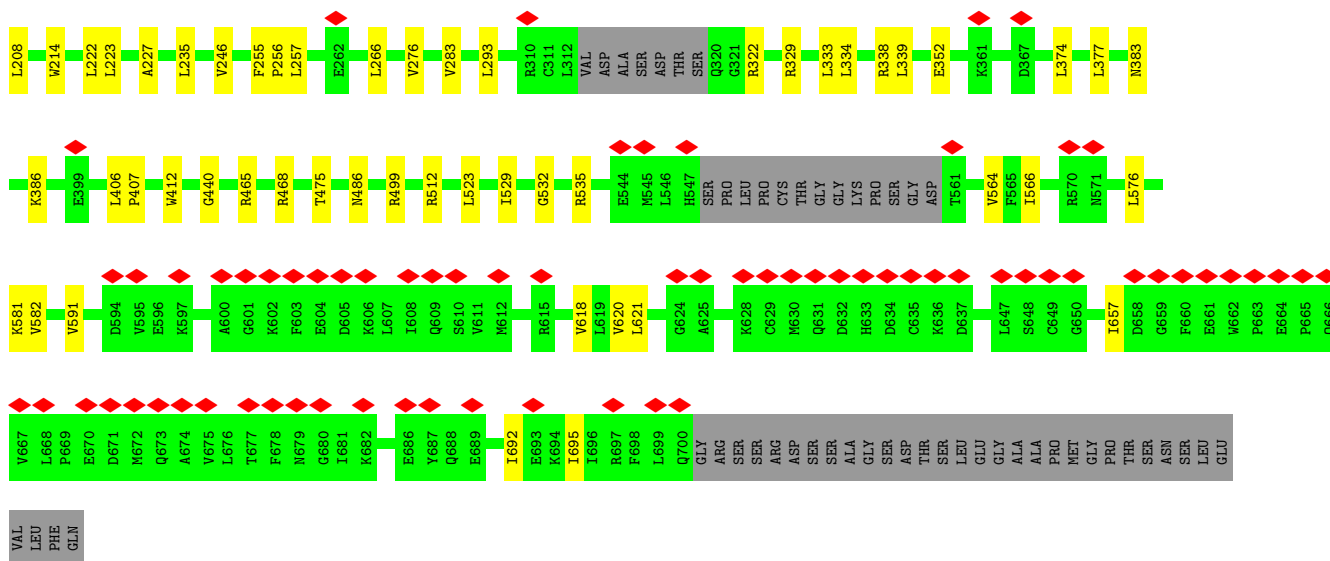 L208 W214 L222 L223 A227 L235 V246 F255 P256 L257 E262 L266 V276 V283 L293 R310 C311 L312 VAL ASP ALA SER ASP THR SER Q320 G321 R322 R329 L333 L334 R338 L339 E352 K361 D367 L374 L377 N383
K386 E399 L406 P407 W412 G440 R465 R468 T475 N486 R499 R512 L523 I529 G532 R535 E544 M545 L546 H547 SER PRO LEU PRO CYS THR GLY GLY LYS PRO SER GLY ASP T561 V564 F565 I566 R570 N571 L576
K581 V582 V591 D594 V595 E596 K597 A600 G601 K602 F603 E604 D605 K606 L607 I608 Q609 S610 V611 M612 R615 V618 L619 V620 L621 G624 A625 K628 C629 M630 Q631 D632 H633 D634 C635 K636 D637 L647 S648 C649 G650 I657 D658 G659 F660 E661 W662 P663 E664 P665 D666
V667 L668 P669 E670 D671 M672 Q673 A674 V675 L676 T677 F678 N679 G680 I681 K682 E686 Y687 Q688 E689 I692 E693 K694 I695 I696 R697 F698 L699 Q700 GLY ARG SER SER ARG ASP SER SER ALA GLY SER ASP THR SER LEU GLU GLY ALA ALA PRO MET GLY PRO THR SER ASN SER LEU GLU
VAL LEU PHE GLN